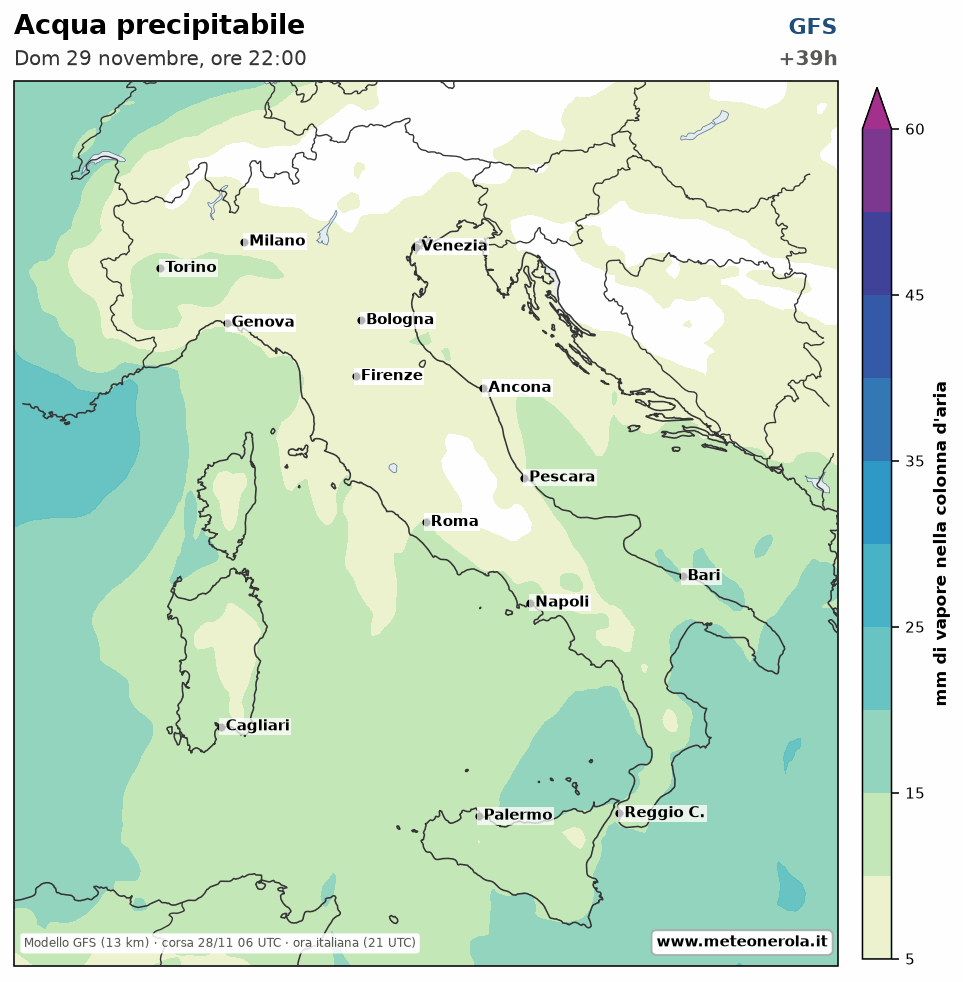 Acqua precipitabile
GFS
Dom 29 novembre, ore 22:00
+39h
60
Milano
Venezia
Torino
45
Genova
Bologna
Firenze
Ancona
35
Pescara
Roma
Bari
Napoli
25
Cagliari
15
Palermo
Reggio C.
5
mm di vapore nella colonna d'aria
Modello GFS (13 km) · corsa 28/11 06 UTC · ora italiana (21 UTC)
www.meteonerola.it